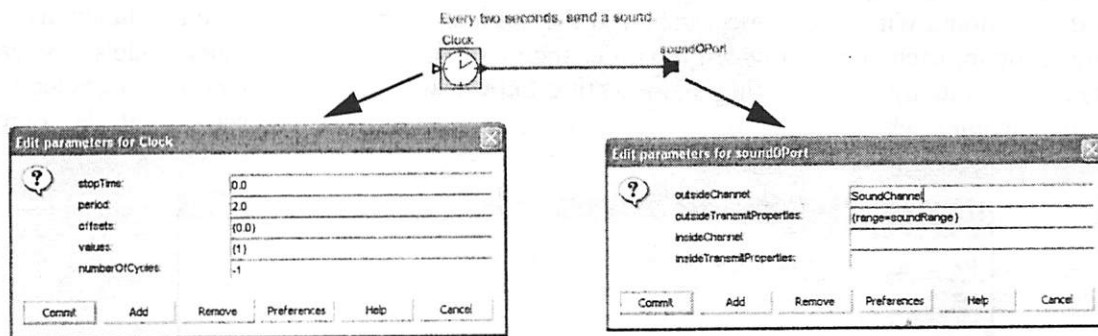 Every two seconds, send a sound.
Clock
soundOPort
Edit parameters for Clock
stopTime: 0.0
period: 2.0
offsets: {0.0}
values: {1}
numberOfCycles: -1
Commit Add Remove Preferences Help Cancel
Edit parameters for soundOPort
outsideChannel: SoundChannel
outsideTransmitProperties: {range=soundRange}
insideChannel:
insideTransmitProperties:
Commit Add Remove Preferences Help Cancel